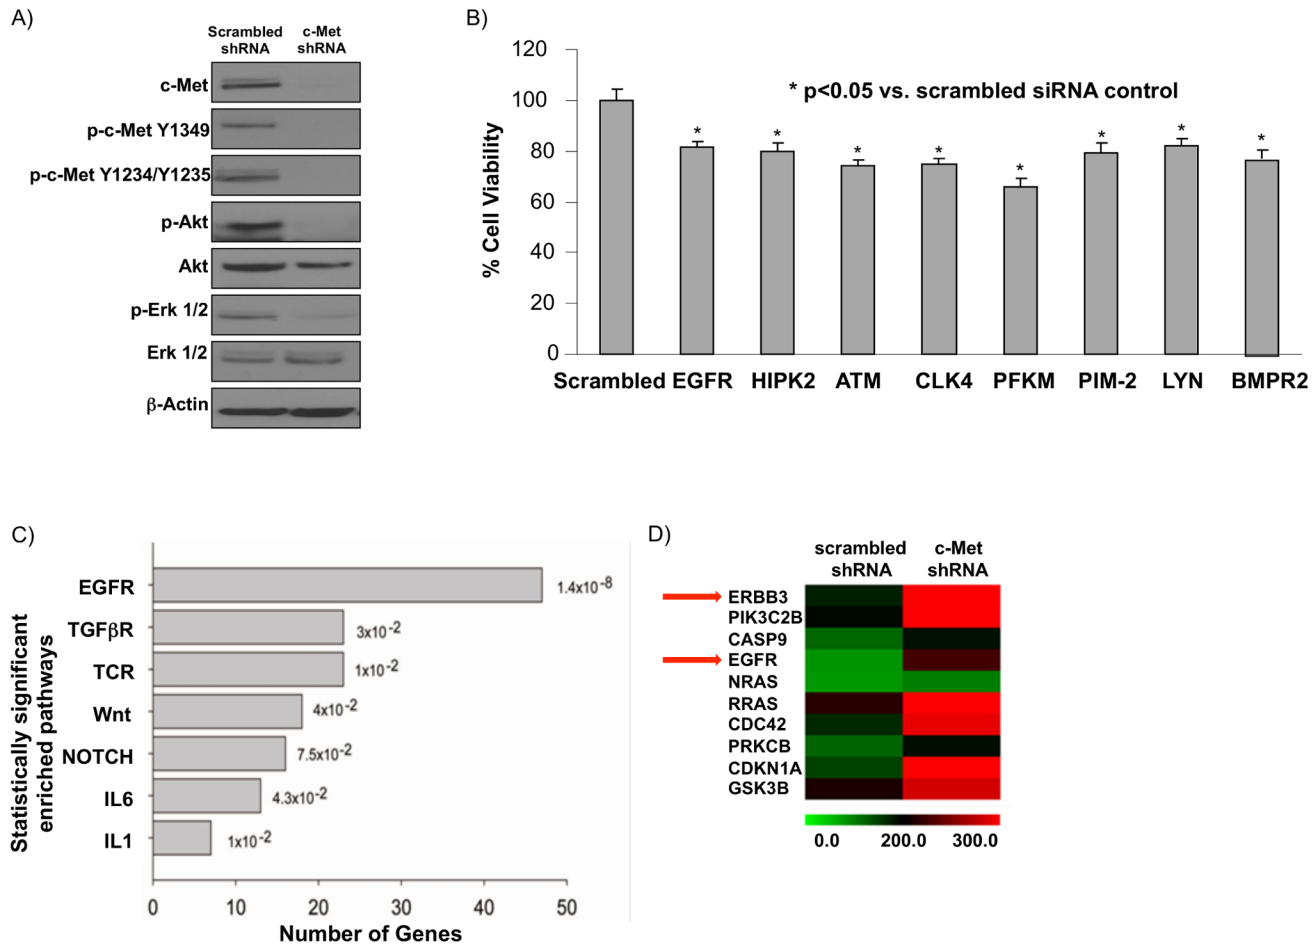 A)
Scrambled shRNA
c-Met shRNA
c-Met
p-c-Met Y1349
p-c-Met Y1234/Y1235
p-Akt
Akt
p-Erk 1/2
Erk 1/2
β-Actin
B)
* p<0.05 vs. scrambled siRNA control
% Cell Viability
120
100
80
60
40
20
0
* * * * * * * *
Scrambled EGFR HIPK2 ATM CLK4 PFKM PIM-2 LYN BMPR2
C)
Statistically significant
enriched pathways
EGFR 1.4x10-8
TGFβR 3x10-2
TCR 1x10-2
Wnt 4x10-2
NOTCH 7.5x10-2
IL6 4.3x10-2
IL1 1x10-2
0 10 20 30 40 50
Number of Genes
D)
scrambled shRNA
c-Met shRNA
ERBB3
PIK3C2B
CASP9
EGFR
NRAS
RRAS
CDC42
PRKCB
CDKN1A
GSK3B
0.0 200.0 300.0